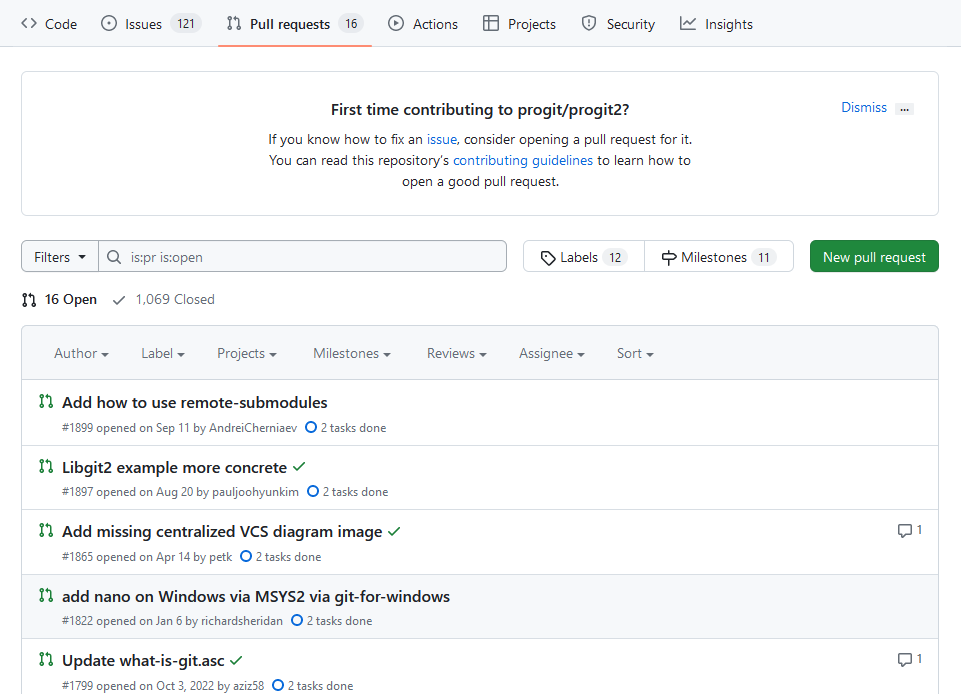 Code Issues 121 Pull requests 16 Actions Projects Security Insights
First time contributing to progit/progit2?
Dismiss ...
If you know how to fix an issue, consider opening a pull request for it.
You can read this repository's contributing guidelines to learn how to
open a good pull request.
Filters is:pr is:open Labels 12 Milestones 11 New pull request
16 Open 1,069 Closed
Author Label Projects Milestones Reviews Assignee Sort
Add how to use remote-submodules
#1899 opened on Sep 11 by AndreiCherniaev 2 tasks done
Libgit2 example more concrete
#1897 opened on Aug 20 by pauljoohyunkim 2 tasks done
Add missing centralized VCS diagram image 1
#1865 opened on Apr 14 by petk 2 tasks done
add nano on Windows via MSYS2 via git-for-windows
#1822 opened on Jan 6 by richardsheridan 2 tasks done
Update what-is-git.asc 1
#1799 opened on Oct 3, 2022 by aziz58 2 tasks done